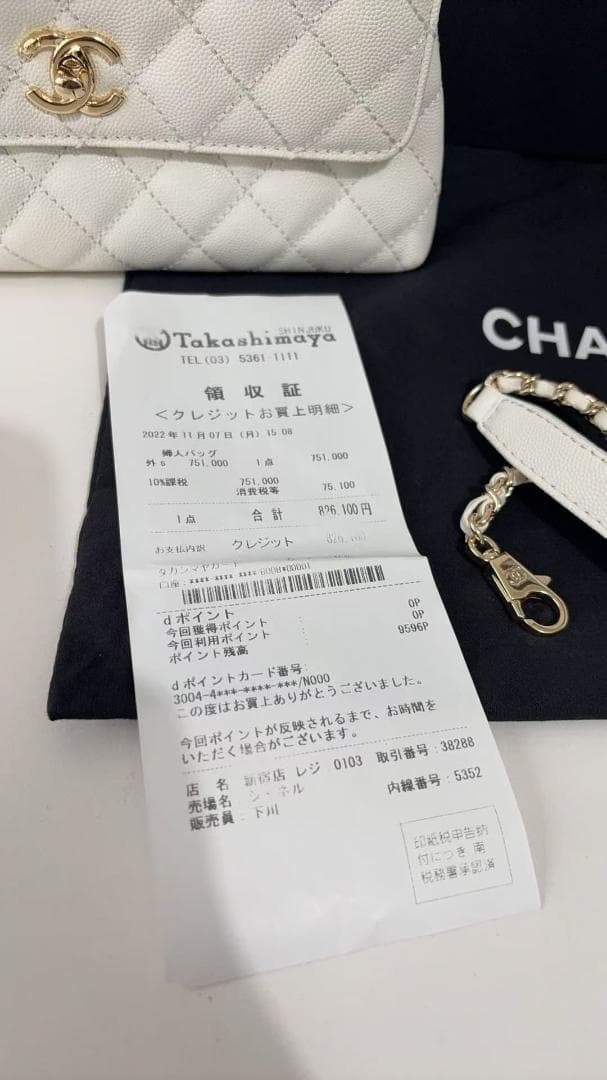 CHA
SHINJUKU
Takashimaya
TEL(03) 5361-1111
領収証
<クレジットお買上明細>
2022年11月07日(月)15:08
婦人バッグ
外s 751,000 1点 751,000
10%課税 751,000
消費税等 75,100
1点 合計 826,100円
お支払内訳 クレジット
タカシマヤカード
口座:
dポイント
今回獲得ポイント : 0P
今回利用ポイント : 0P
ポイント残高 : 9596P
dポイントカード番号:
3004-4***-****-***/N000
この度はお買上ありがとうございました。
今回ポイントが反映されるまで、お時間を
いただく場合がございます。
店 名 : 新宿店 レジ 0103 取引番号:38288
売場名 : シャネル 内線番号:5352
販売員 : 下川
印紙税申告納
付につき 南
税務署承認済